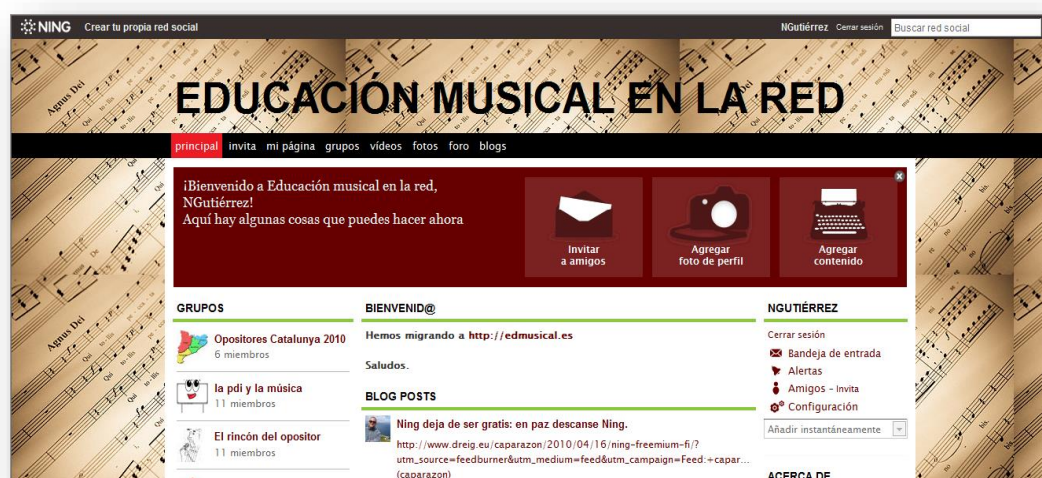 NING Crear tu propia red social
NGutiérrez Cerrar sesión Buscar red social
EDUCACIÓN MUSICAL EN LA RED
principal invita mi página grupos vídeos fotos foro blogs
¡Bienvenido a Educación musical en la red,
NGutiérrez!
Aquí hay algunas cosas que puedes hacer ahora
Invitar
a amigos
Agregar
foto de perfil
Agregar
contenido
GRUPOS
Opositores Catalunya 2010
6 miembros
la pdi y la música
11 miembros
El rincón del opositor
11 miembros
BIENVENID@
Hemos migrando a http://edmusical.es
Saludos.
BLOG POSTS
Ning deja de ser gratis: en paz descanse Ning.
http://www.dreig.eu/caparazon/2010/04/16/ning-freemium-fi/?
utm_source=feedburner&utm_medium=feed&utm_campaign=Feed:+capar...
(caparazon)
NGUTIÉRREZ
Cerrar sesión
Bandeja de entrada
Alertas
Amigos - Invita
Configuración
Añadir instantáneamente
ACERCA DE
Agnus Dei
Agnus Dei